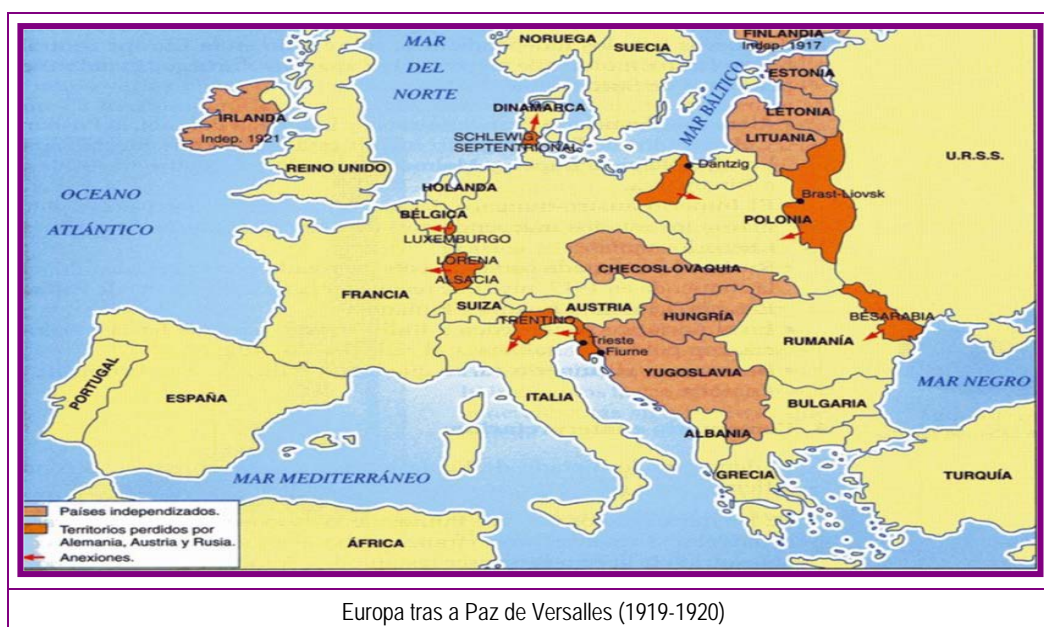 MAR
DEL
NORTE
NORUEGA
SUECIA
FINLANDIA
Indep. 1917
ESTONIA
LETONIA
LITUANIA
MAR BÁLTICO
U.R.S.S.
IRLANDA
Indep. 1921
REINO UNIDO
DINAMARCA
SCHLEWIG
SEPTENTRIONAL
Dantzig
OCEANO
ATLÁNTICO
HOLANDA
BÉLGICA
LUXEMBURGO
Brast-Liovsk
POLONIA
LORENA
ALSACIA
CHECOSLOVAQUIA
FRANCIA
SUIZA
AUSTRIA
HUNGRÍA
BESARABIA
TRENTINO
Trieste
Fiurne
RUMANÍA
YUGOSLAVIA
MAR NEGRO
PORTUGAL
ESPAÑA
ITALIA
BULGARIA
ALBANIA
MAR MEDITERRÁNEO
GRECIA
TURQUÍA
ÁFRICA
Países independizados.
Territorios perdidos por
Alemania, Austria y Rusia.
Anexiones.
Europa tras a Paz de Versalles (1919-1920)